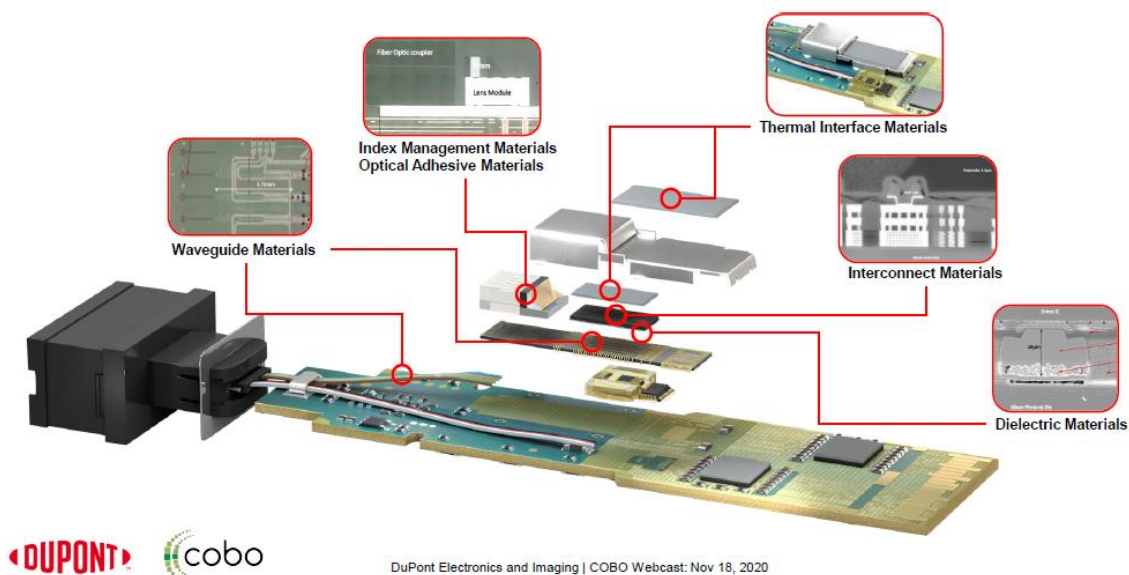 Fiber Optic coupler
Lens Module
Thermal Interface Materials
Index Management Materials
Optical Adhesive Materials
Waveguide Materials
Interconnect Materials
Dielectric Materials
DUPONT
cobo
DuPont Electronics and Imaging | COBO Webcast: Nov 18, 2020